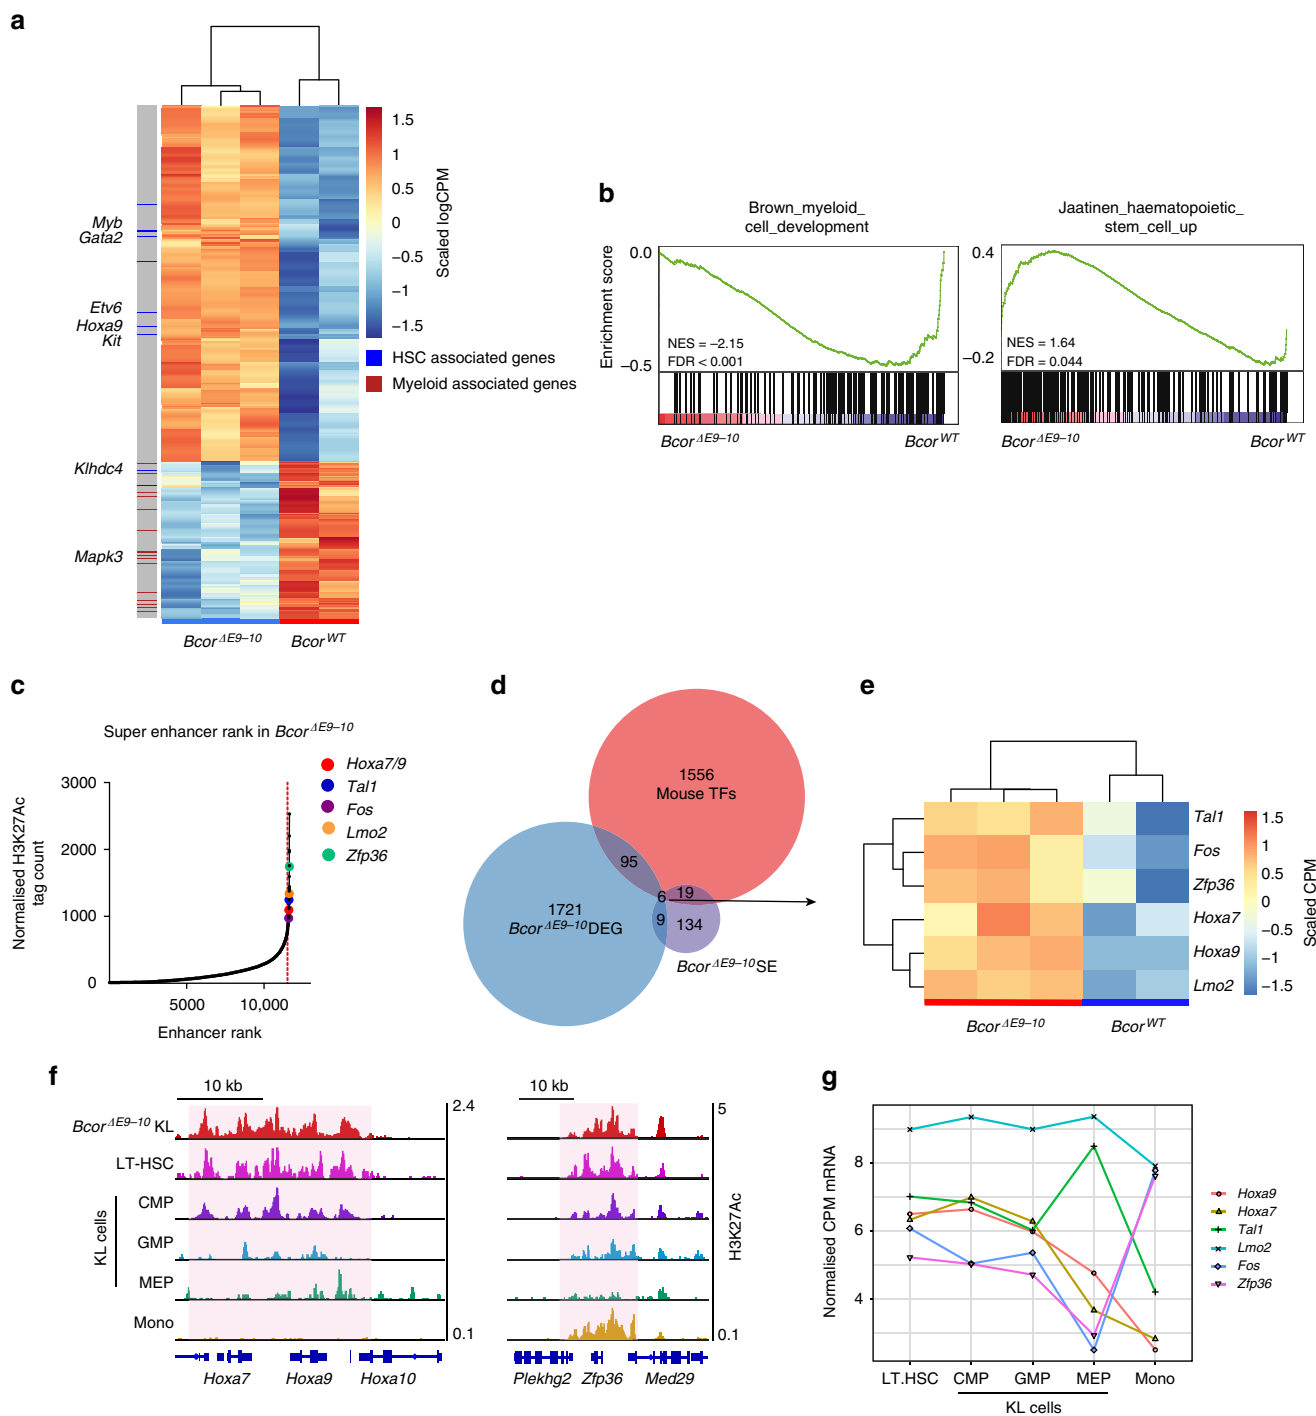 a
Myb
Gata2
Etv6
Hoxa9
Kit
Klhdc4
Mapk3
1.5
1
0.5
0
−0.5
−1
−1.5
Scaled logCPM
HSC associated genes
Myeloid associated genes
Bcor ΔE9–10
Bcor WT
b
Brown_myeloid_
cell_development
Jaatinen_haematopoietic_
stem_cell_up
Enrichment score
0.0
−0.5
NES = −2.15
FDR < 0.001
Bcor ΔE9–10
Bcor WT
0.4
−0.2
NES = 1.64
FDR = 0.044
Bcor ΔE9–10
Bcor WT
c
Super enhancer rank in Bcor ΔE9–10
Normalised H3K27Ac
tag count
3000
2000
1000
0
5000
10,000
Enhancer rank
Hoxa7/9
Tal1
Fos
Lmo2
Zfp36
d
1556
Mouse TFs
95
6
19
1721
Bcor ΔE9–10 DEG
9
134
Bcor ΔE9–10 SE
e
Tal1
Fos
Zfp36
Hoxa7
Hoxa9
Lmo2
1.5
1
0.5
0
−0.5
−1
−1.5
Scaled CPM
Bcor ΔE9–10
Bcor WT
f
10 kb
10 kb
Bcor ΔE9–10 KL
LT-HSC
CMP
GMP
MEP
Mono
KL cells
2.4
0.1
5
0.1
H3K27Ac
Hoxa7
Hoxa9
Hoxa10
Plekhg2
Zfp36
Med29
g
Normalised CPM mRNA
8
6
4
LT.HSC
CMP
GMP
MEP
Mono
KL cells
Hoxa9
Hoxa7
Tal1
Lmo2
Fos
Zfp36